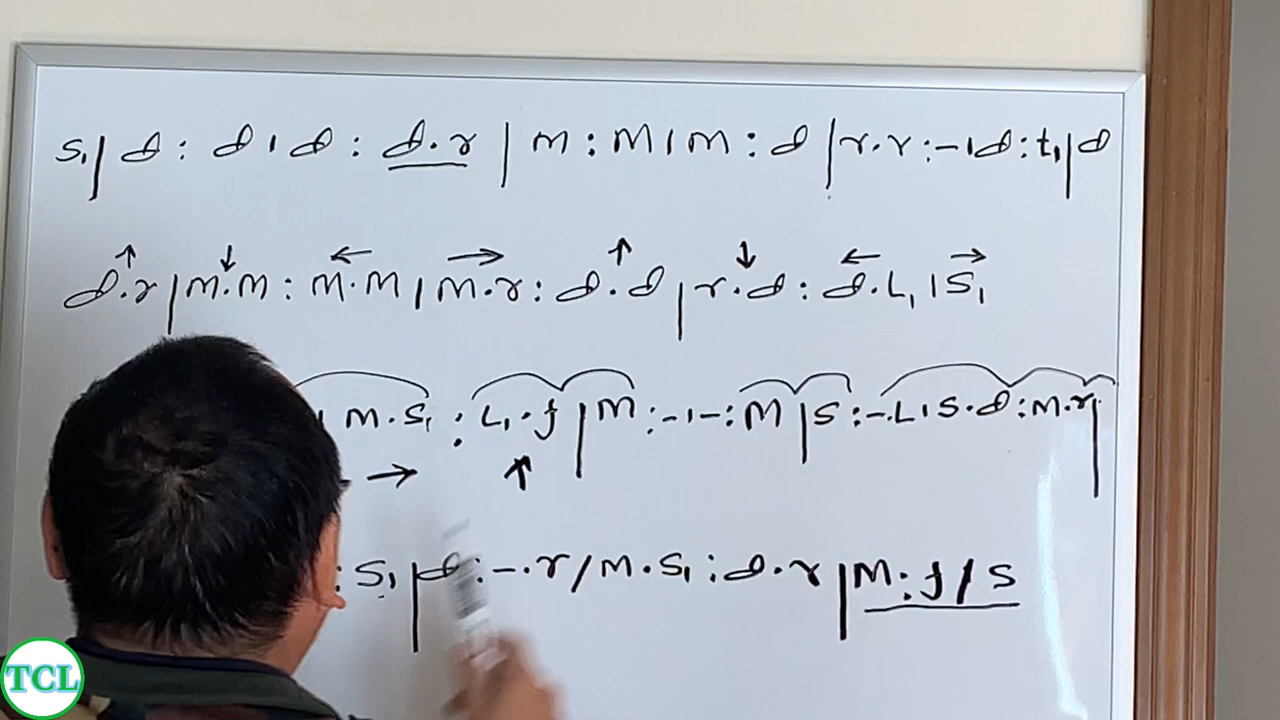 S₁| d : d ı d : d.r | m : m ı m : d | r.r :- ı d : t₁ | d
↑ ↓ ← → ↑ ↓ ← →
d.r | m.m : m.m ı m.r : d.d | r.d : d.L₁ ı S₁
ı m.S₁ : L₁.f | m :- ı - : m | S :-.L ı S.d : m.r |
→ ↑
: S₁ | d :-.r / m.S₁ : d.r | m : f / S
TCL